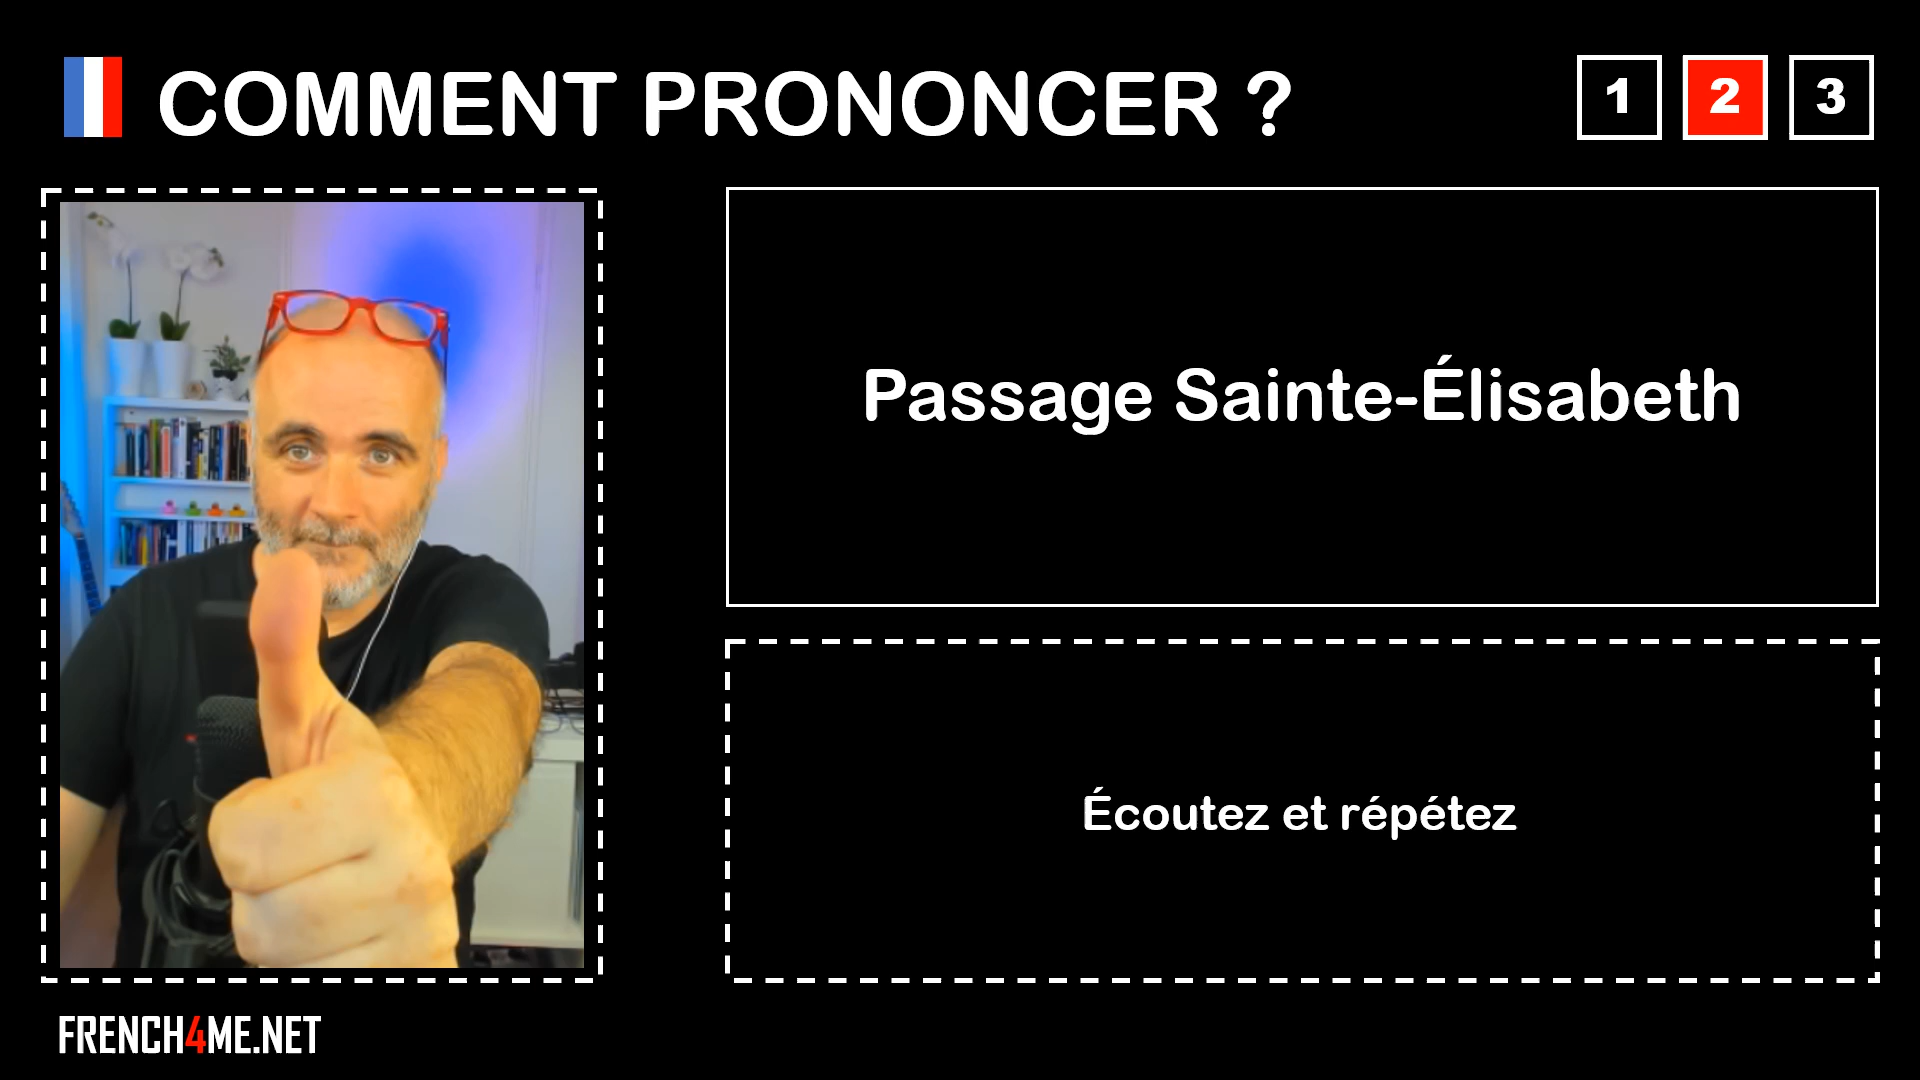 COMMENT PRONONCER ?
1 2 3
Passage Sainte-Élisabeth
Écoutez et répétez
FRENCH4ME.NET